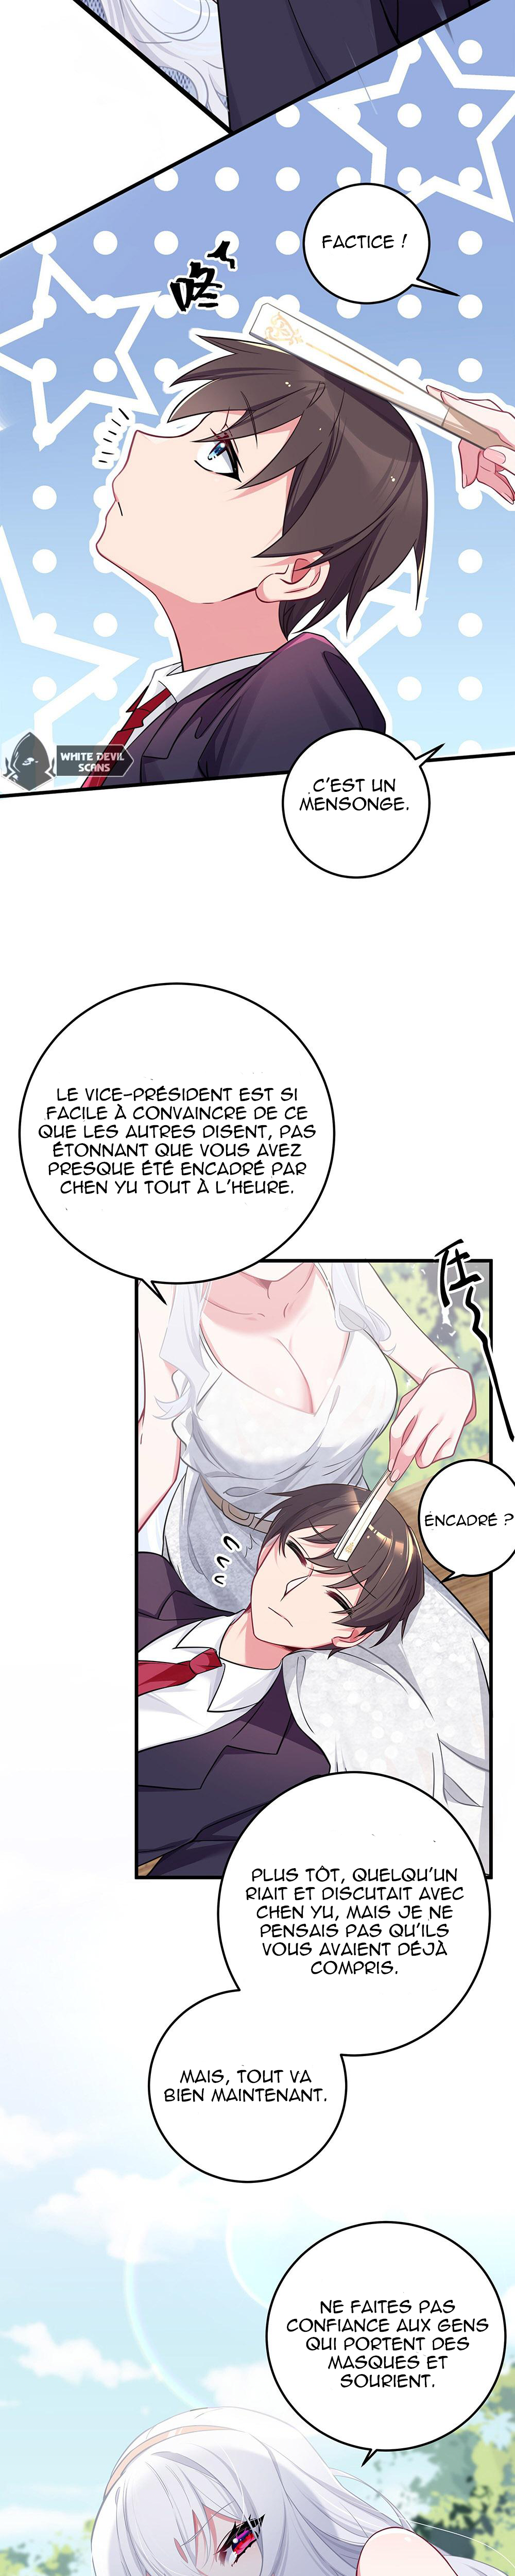 FACTICE !
咚
WHITE DEVIL
SCANS
C'EST UN
MENSONGE.
LE VICE-PRÉSIDENT EST SI
FACILE À CONVAINCRE DE CE
QUE LES AUTRES DISENT, PAS
ÉTONNANT QUE VOUS AVEZ
PRESQUE ÉTÉ ENCADRÉ PAR
CHEN YU TOUT À L'HEURE.
ENCADRÉ ?
PLUS TÔT, QUELQU'UN
RIAIT ET DISCUTAIT AVEC
CHEN YU, MAIS JE NE
PENSAIS PAS QU'ILS
VOUS AVAIENT DÉJÀ
COMPRIS.
MAIS, TOUT VA
BIEN MAINTENANT.
NE FAITES PAS
CONFIANCE AUX GENS
QUI PORTENT DES
MASQUES ET
SOURIENT.